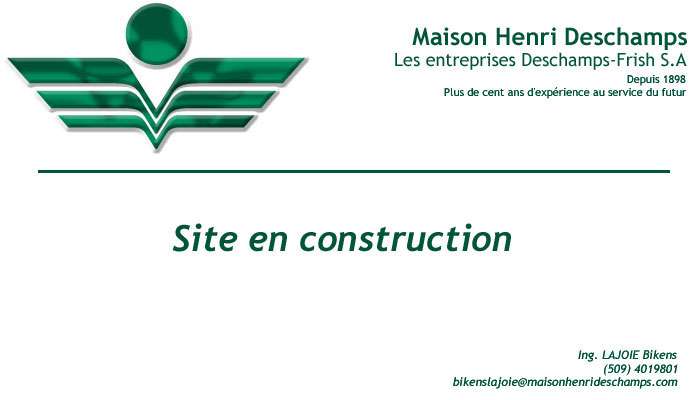 Maison Henri Deschamps
Les entreprises Deschamps-Frish S.A
Depuis 1898
Plus de cent ans d'expérience au service du futur
Site en construction
Ing. LAJOIE Bikens
(509) 4019801
bikenslajoie@maisonhenrideschamps.com